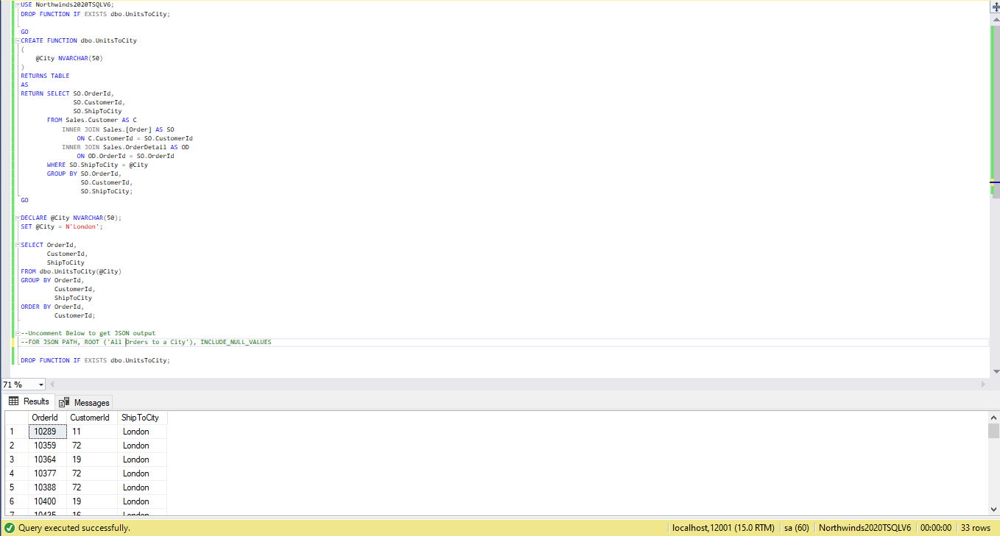 USE Northwinds2020TSQLV6;
DROP FUNCTION IF EXISTS dbo.UnitsToCity;
GO
CREATE FUNCTION dbo.UnitsToCity
(
@City NVARCHAR(50)
)
RETURNS TABLE
AS
RETURN SELECT SO.OrderId,
SO.CustomerId,
SO.ShipToCity
FROM Sales.Customer AS C
INNER JOIN Sales.[Order] AS SO
ON C.CustomerId = SO.CustomerId
INNER JOIN Sales.OrderDetail AS OD
ON OD.OrderId = SO.OrderId
WHERE SO.ShipToCity = @City
GROUP BY SO.OrderId,
SO.CustomerId,
SO.ShipToCity;
GO
DECLARE @City NVARCHAR(50);
SET @City = N'London';
SELECT OrderId,
CustomerId,
ShipToCity
FROM dbo.UnitsToCity(@City)
GROUP BY OrderId,
CustomerId,
ShipToCity
ORDER BY OrderId,
CustomerId;
--Uncomment Below to get JSON output
--FOR JSON PATH, ROOT ('All Orders to a City'), INCLUDE_NULL_VALUES
DROP FUNCTION IF EXISTS dbo.UnitsToCity;
71 %
Results Messages
OrderId CustomerId ShipToCity
1 10289 11 London
2 10359 72 London
3 10364 19 London
4 10377 72 London
5 10388 72 London
6 10400 19 London
7 10435 16 London
Query executed successfully. localhost,12001 (15.0 RTM) sa (60) Northwinds2020TSQLV6 00:00:00 33 rows